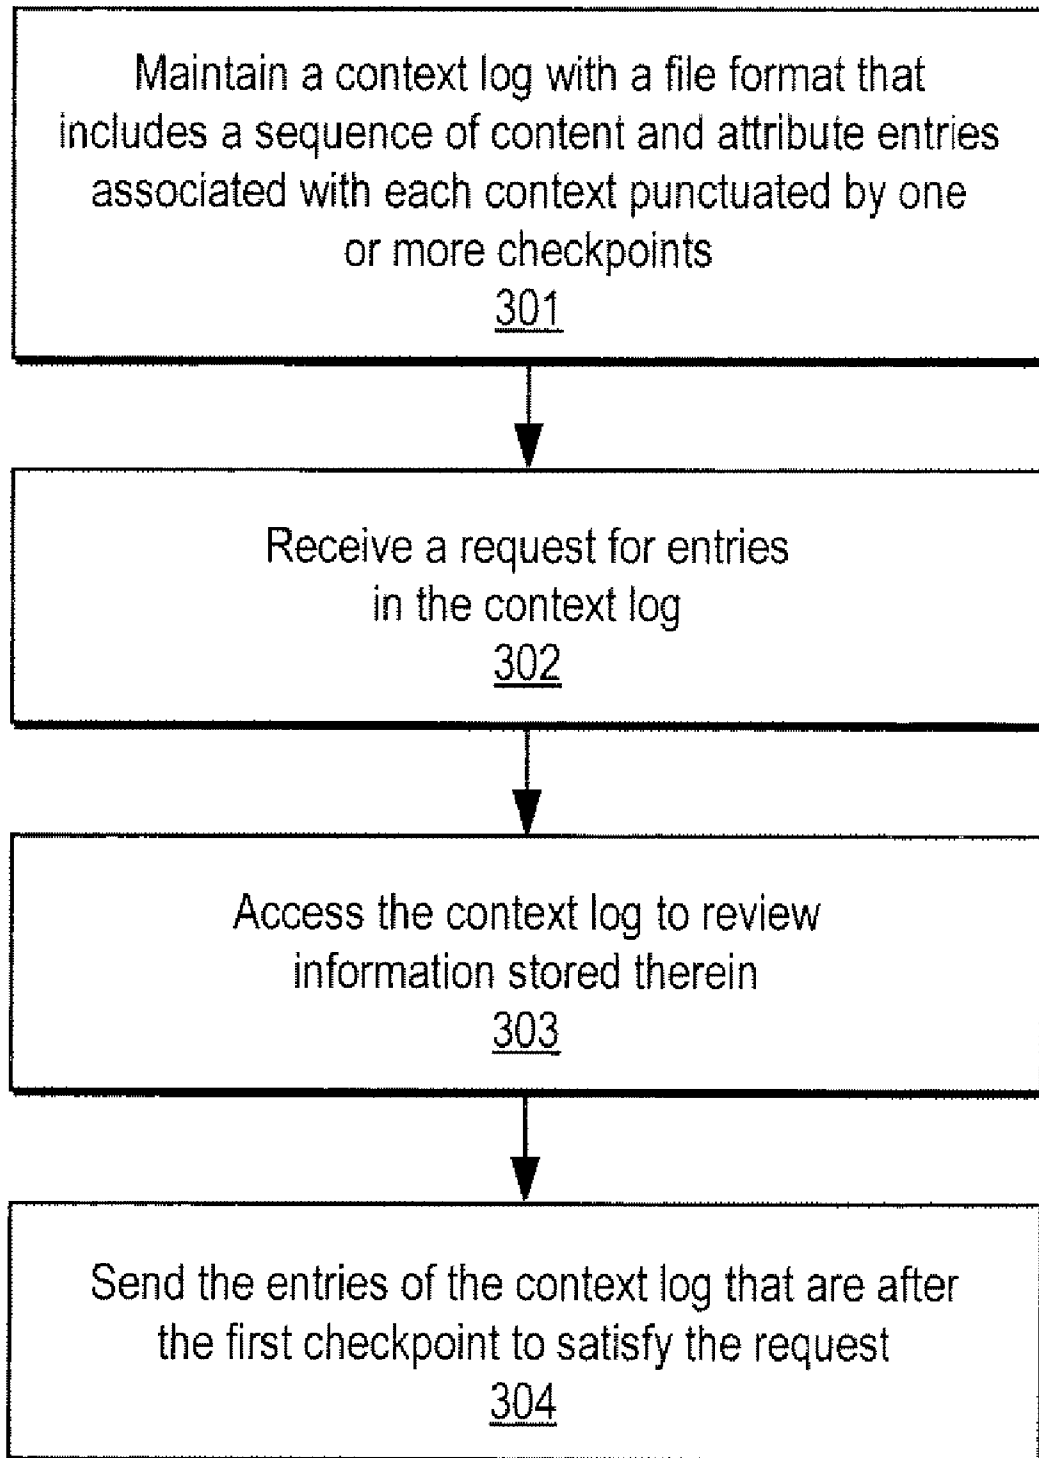 Maintain a context log with a file format that
includes a sequence of content and attribute entries
associated with each context punctuated by one
or more checkpoints
301
Receive a request for entries
in the context log
302
Access the context log to review
information stored therein
303
Send the entries of the context log that are after
the first checkpoint to satisfy the request
304